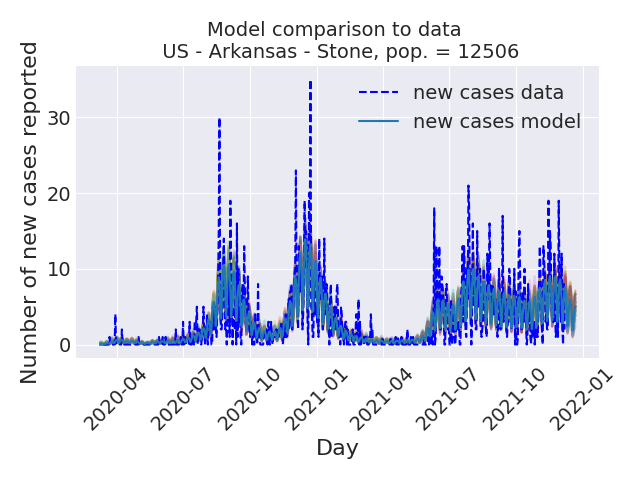 Model comparison to data
US - Arkansas - Stone, pop. = 12506
Number of new cases reported
30
20
10
0
new cases data
new cases model
2020-04
2020-07
2020-10
2021-01
2021-04
2021-07
2021-10
2022-01
Day